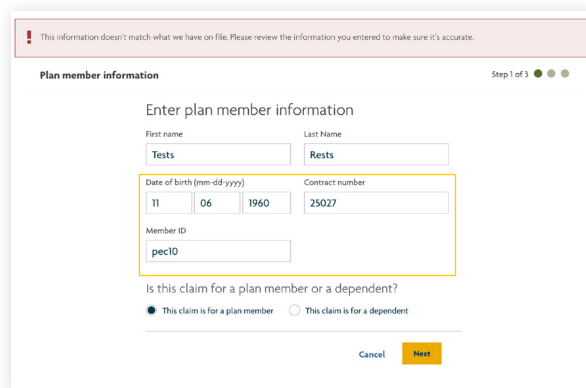 ! This information doesn't match what we have on file. Please review the information you entered to make sure it's accurate.
Plan member information Step 1 of 3
Enter plan member information
First name Last Name
Tests Rests
Date of birth (mm-dd-yyyy) Contract number
11 06 1960 25027
Member ID
pec10
Is this claim for a plan member or a dependent?
This claim is for a plan member This claim is for a dependent
Cancel Next